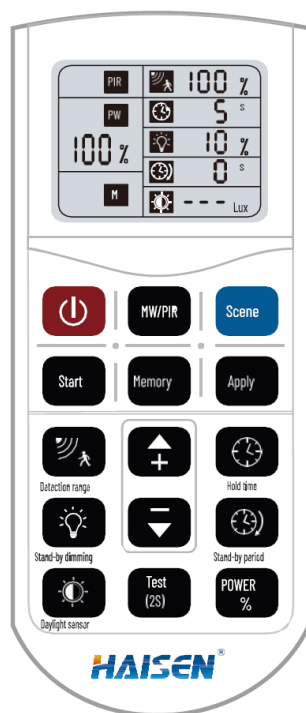 PIR
100 %
PW
5 s
100 %
10 %
0 s
M
--- Lux
MW/PIR
Scene
Start
Memory
Apply
+
Detection range
Hold time
−
Stand-by dimming
Stand-by period
Test
(2S)
POWER
%
Daylight sensor
HAISEN®